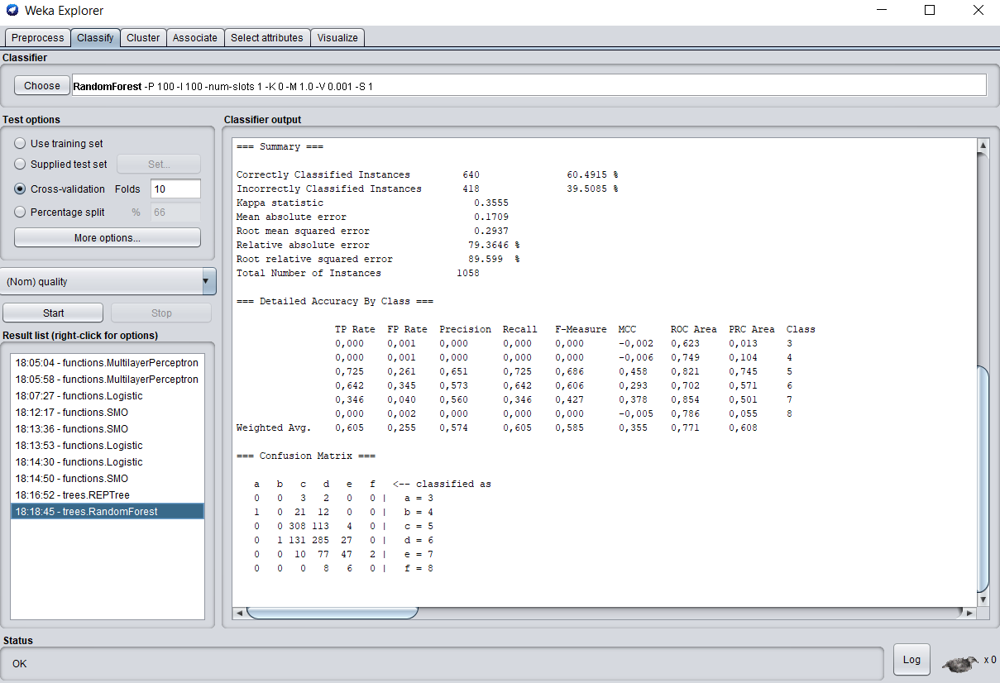 Weka Explorer
Preprocess Classify Cluster Associate Select attributes Visualize
Classifier
Choose RandomForest -P 100 -I 100 -num-slots 1 -K 0 -M 1.0 -V 0.001 -S 1
Test options
Use training set
Supplied test set Set...
Cross-validation Folds 10
Percentage split % 66
More options...
(Nom) quality
Start Stop
Result list (right-click for options)
18:05:04 - functions.MultilayerPerceptron
18:05:58 - functions.MultilayerPerceptron
18:07:27 - functions.Logistic
18:12:17 - functions.SMO
18:13:36 - functions.SMO
18:13:53 - functions.Logistic
18:14:30 - functions.Logistic
18:14:50 - functions.SMO
18:16:52 - trees.REPTree
18:18:45 - trees.RandomForest
Classifier output
=== Summary ===
Correctly Classified Instances 640 60.4915 %
Incorrectly Classified Instances 418 39.5085 %
Kappa statistic 0.3555
Mean absolute error 0.1709
Root mean squared error 0.2937
Relative absolute error 79.3646 %
Root relative squared error 89.599 %
Total Number of Instances 1058
=== Detailed Accuracy By Class ===
TP Rate FP Rate Precision Recall F-Measure MCC ROC Area PRC Area Class
0,000 0,001 0,000 0,000 0,000 -0,002 0,623 0,013 3
0,000 0,001 0,000 0,000 0,000 -0,006 0,749 0,104 4
0,725 0,261 0,651 0,725 0,686 0,458 0,821 0,745 5
0,642 0,345 0,573 0,642 0,606 0,293 0,702 0,571 6
0,346 0,040 0,560 0,346 0,427 0,378 0,854 0,501 7
0,000 0,002 0,000 0,000 0,000 -0,005 0,786 0,055 8
Weighted Avg. 0,605 0,255 0,574 0,605 0,585 0,355 0,771 0,608
=== Confusion Matrix ===
a b c d e f <-- classified as
0 0 3 2 0 0 | a = 3
1 0 21 12 0 0 | b = 4
0 0 308 113 4 0 | c = 5
0 1 131 285 27 0 | d = 6
0 0 10 77 47 2 | e = 7
0 0 0 8 6 0 | f = 8
Status
OK
Log
x 0